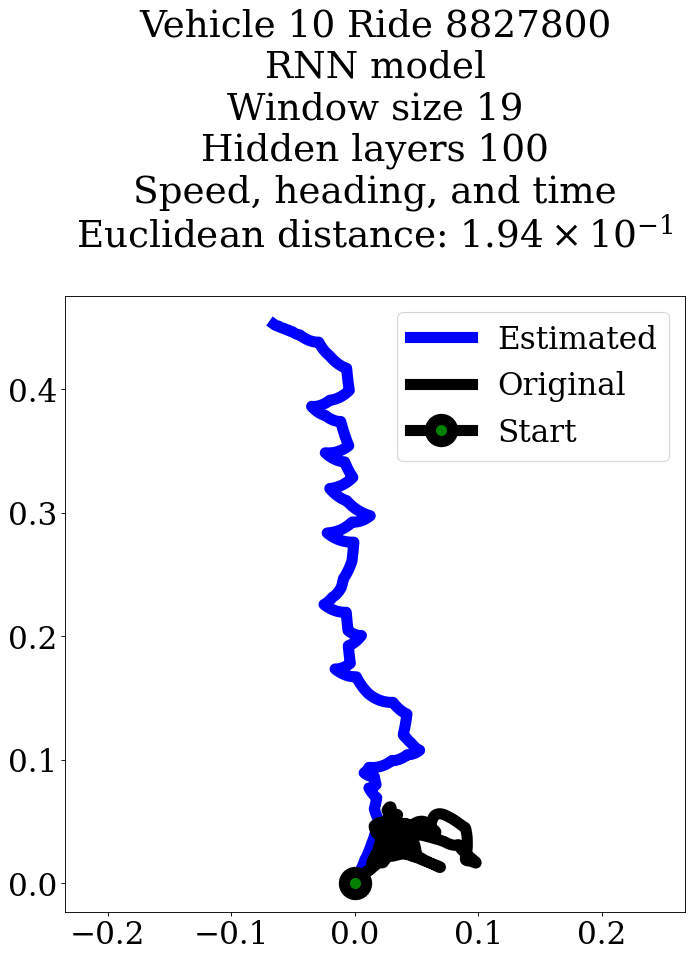 Vehicle 10 Ride 8827800
RNN model
Window size 19
Hidden layers 100
Speed, heading, and time
Euclidean distance: 1.94 × 10⁻¹
Estimated
Original
Start
0.4
0.3
0.2
0.1
0.0
−0.2 −0.1 0.0 0.1 0.2